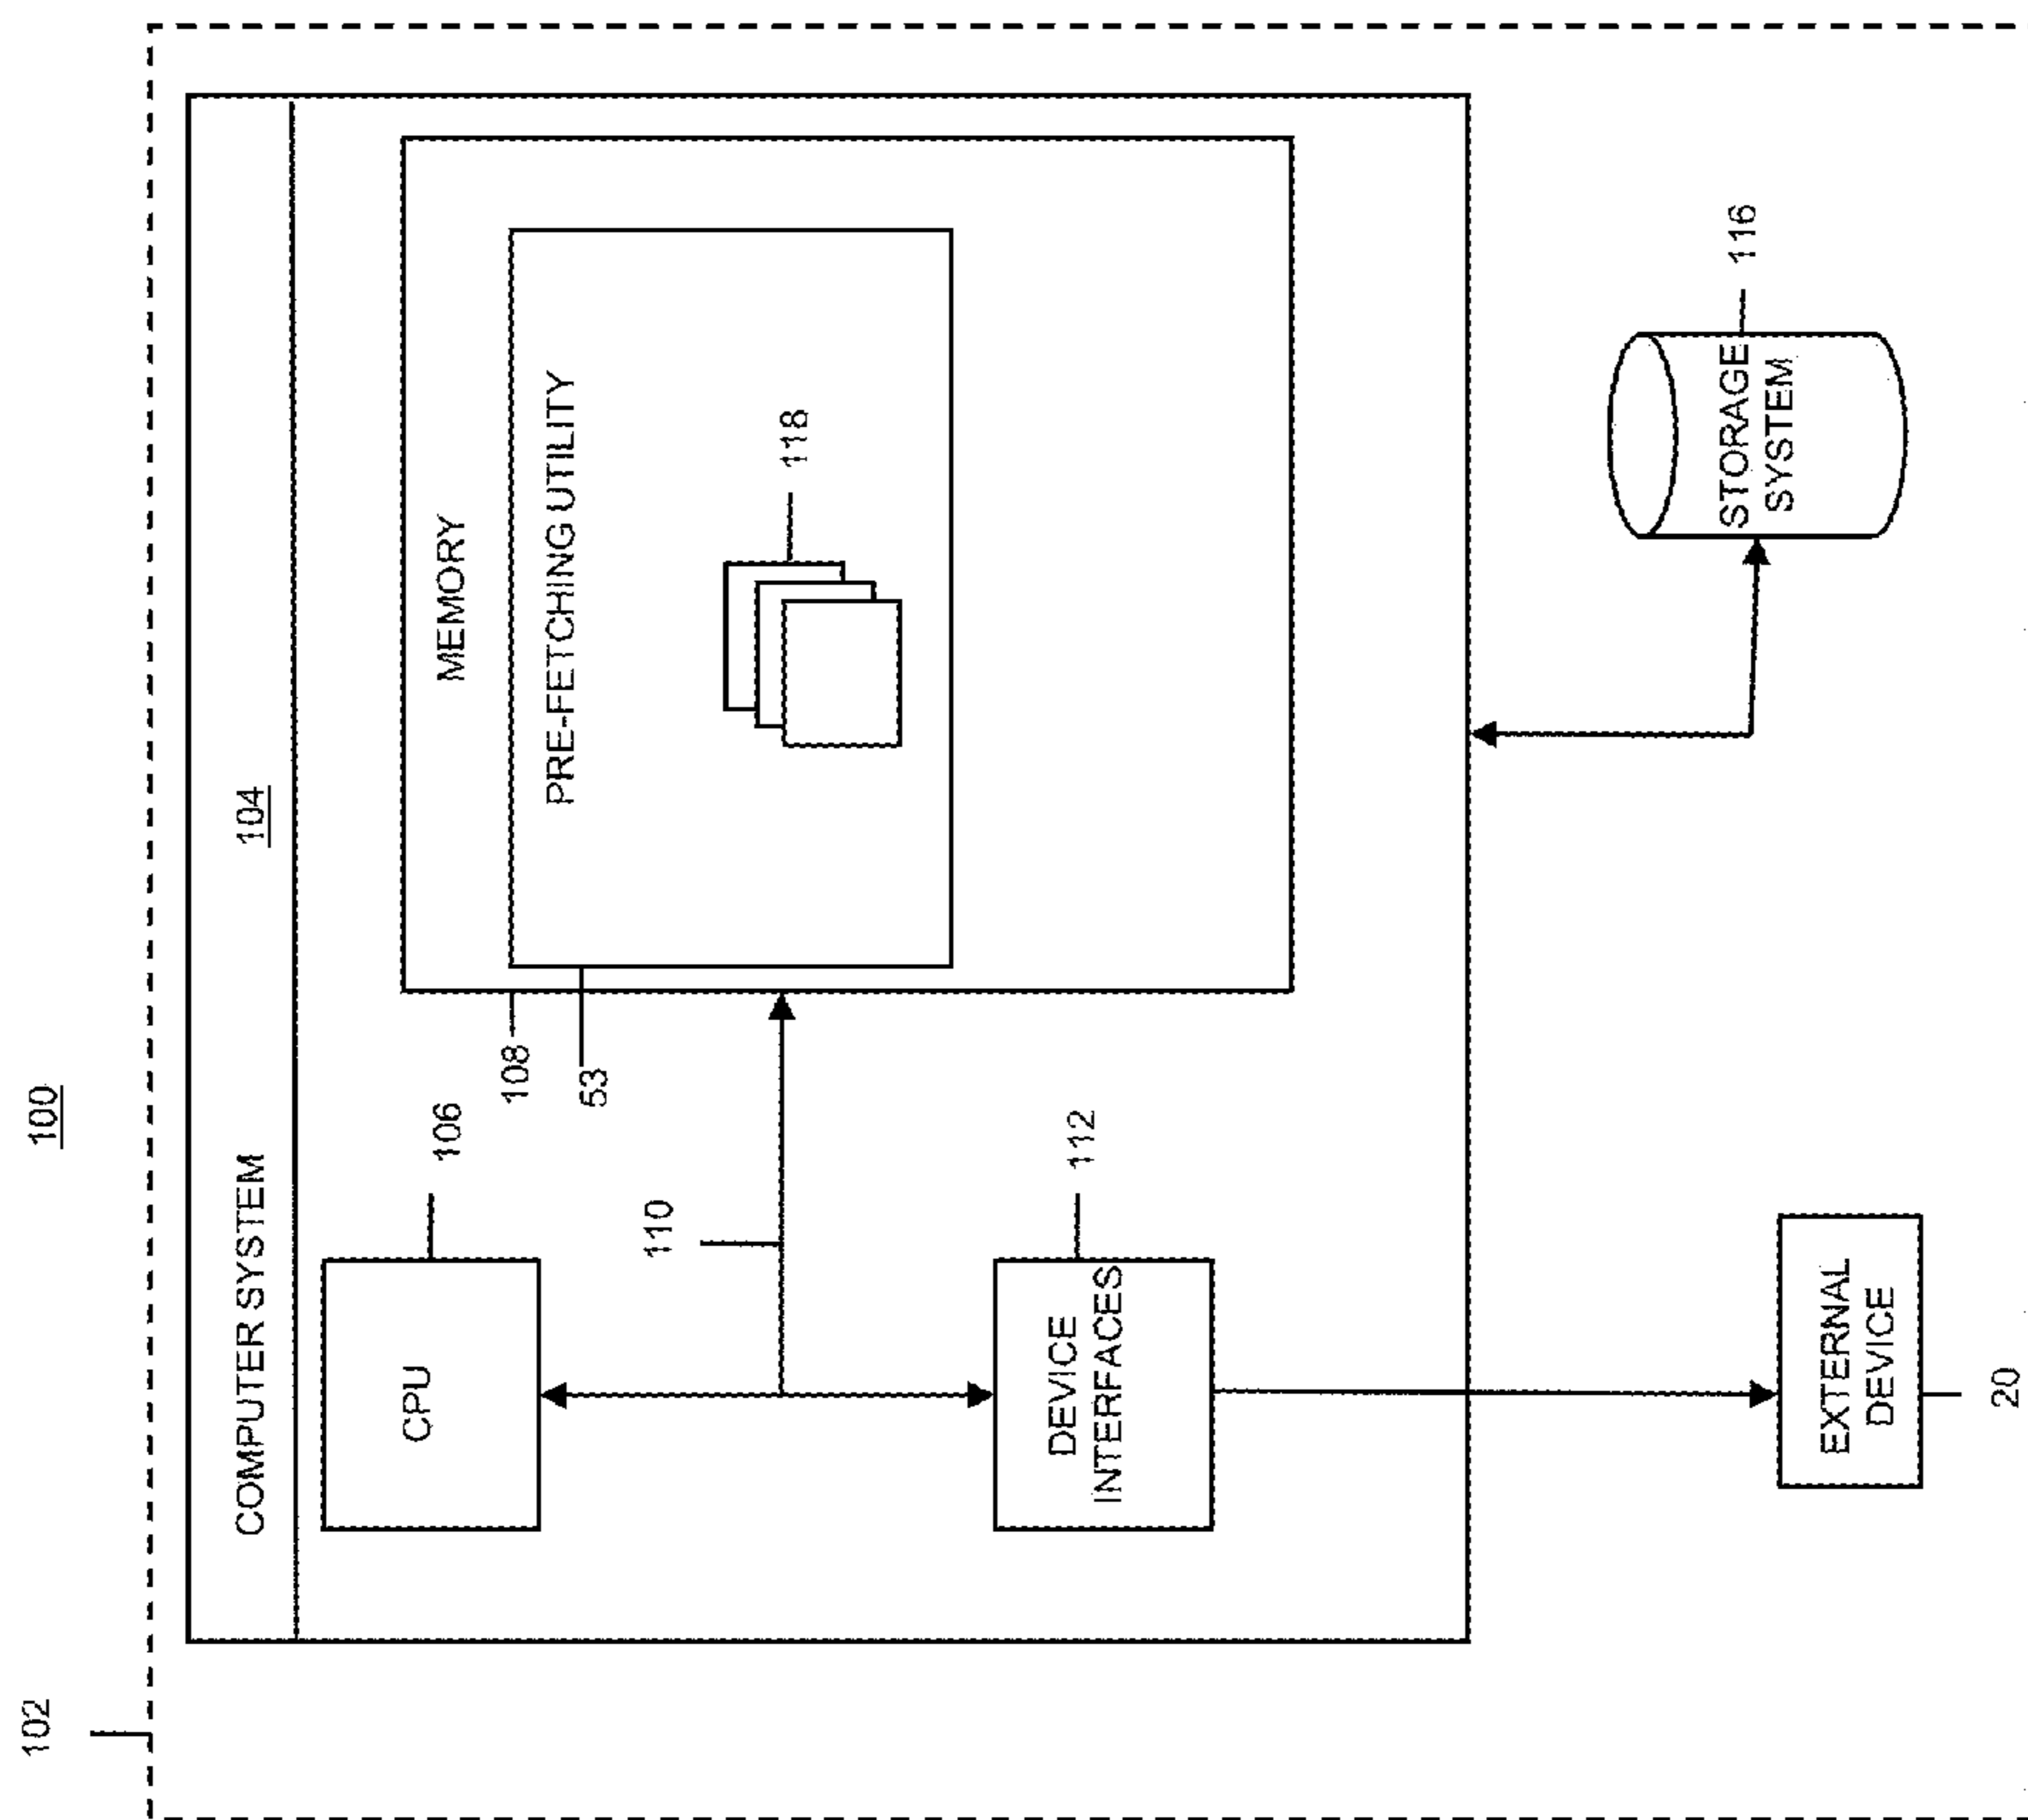 100
102
COMPUTER SYSTEM
104
CPU
106
108
53
MEMORY
PRE-FETCHING UTILITY
118
110
DEVICE
INTERFACES
112
STORAGE
SYSTEM
116
EXTERNAL
DEVICE
20